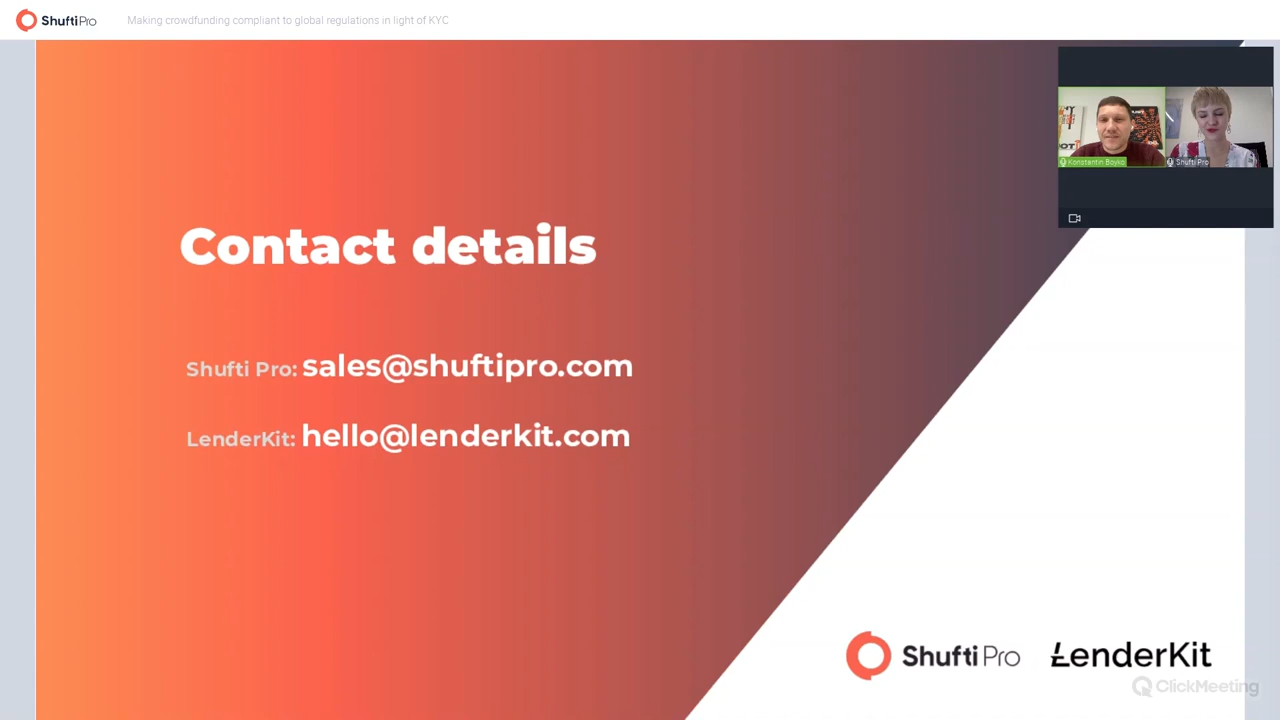 ShuftiPro
Making crowdfunding compliant to global regulations in light of KYC
Konstantin Boyko
Shufti Pro
Contact details
Shufti Pro: sales@shuftipro.com
LenderKit: hello@lenderkit.com
ShuftiPro
LenderKit
ClickMeeting